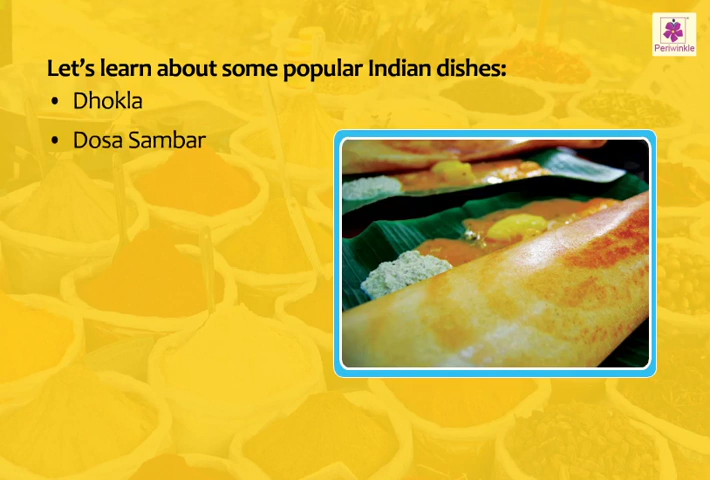 Periwinkle
Let's learn about some popular Indian dishes:
• Dhokla
• Dosa Sambar